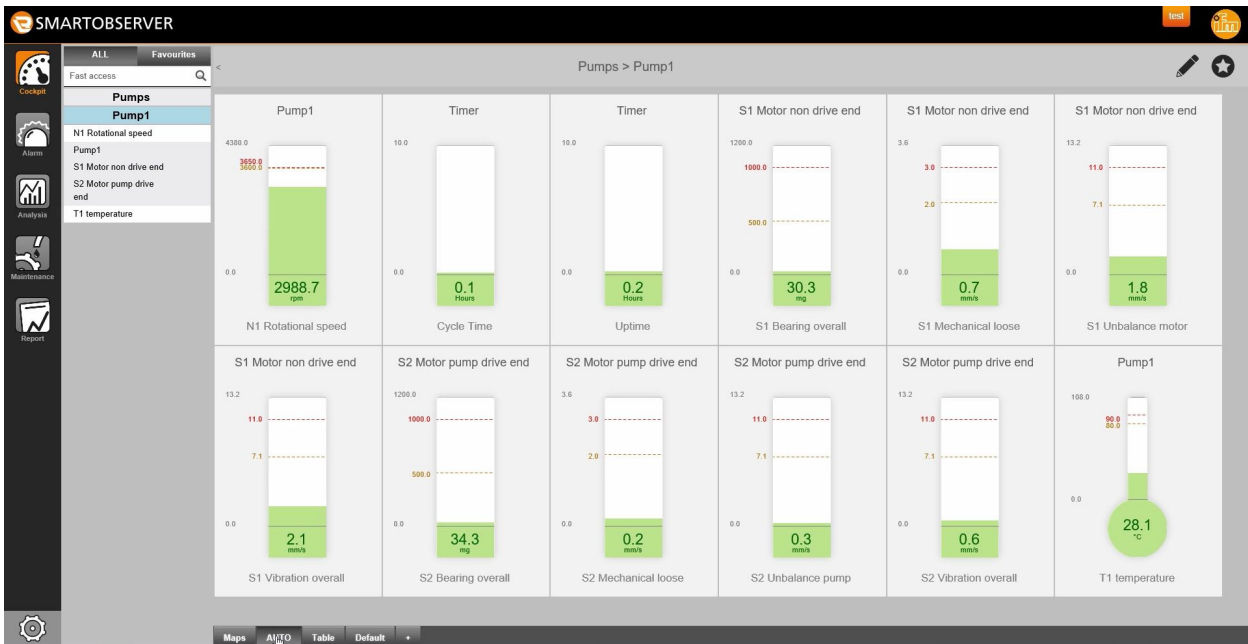 SMARTOBSERVER
test
ifm
ALL Favourites
Fast access
<
Pumps > Pump1
Cockpit
Alarm
Analysis
Maintenance
Report
Pumps
Pump1
N1 Rotational speed
Pump1
S1 Motor non drive end
S2 Motor pump drive
end
T1 temperature
Pump1
4380.0
3650.0
3600.0
0.0
2988.7
rpm
N1 Rotational speed
Timer
10.0
0.0
0.1
Hours
Cycle Time
Timer
10.0
0.0
0.2
Hours
Uptime
S1 Motor non drive end
1200.0
1000.0
500.0
0.0
30.3
mg
S1 Bearing overall
S1 Motor non drive end
3.6
3.0
2.0
0.0
0.7
mm/s
S1 Mechanical loose
S1 Motor non drive end
13.2
11.0
7.1
0.0
1.8
mm/s
S1 Unbalance motor
S1 Motor non drive end
13.2
11.0
7.1
0.0
2.1
mm/s
S1 Vibration overall
S2 Motor pump drive end
1200.0
1000.0
500.0
0.0
34.3
mg
S2 Bearing overall
S2 Motor pump drive end
3.6
3.0
2.0
0.0
0.2
mm/s
S2 Mechanical loose
S2 Motor pump drive end
13.2
11.0
7.1
0.0
0.3
mm/s
S2 Unbalance pump
S2 Motor pump drive end
13.2
11.0
7.1
0.0
0.6
mm/s
S2 Vibration overall
Pump1
108.0
90.0
80.0
0.0
28.1
°C
T1 temperature
Maps AUTO Table Default +